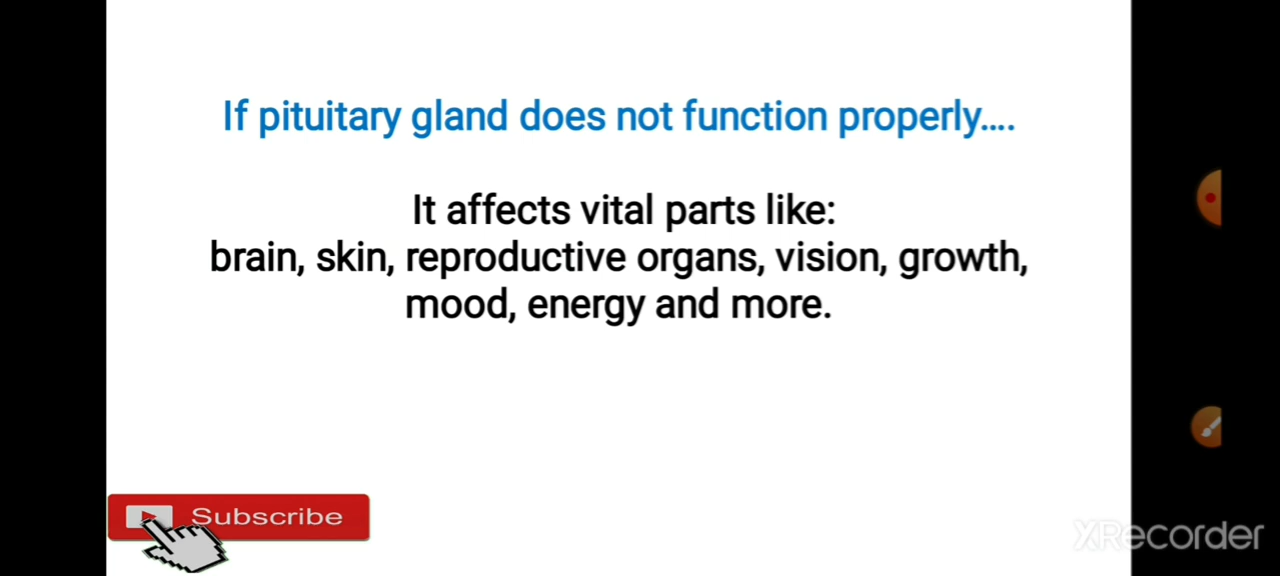 If pituitary gland does not function properly....
It affects vital parts like:
brain, skin, reproductive organs, vision, growth,
mood, energy and more.
Subscribe
XRecorder